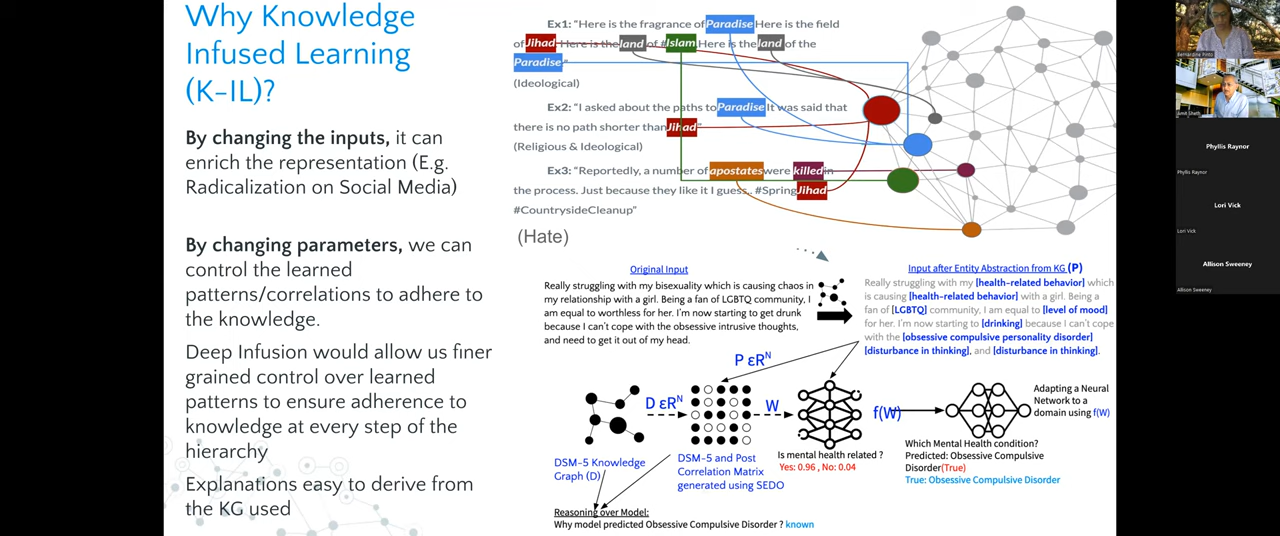 Why Knowledge
Infused Learning
(K-IL)?
By changing the inputs, it can
enrich the representation (E.g.
Radicalization on Social Media)
By changing parameters, we can
control the learned
patterns/correlations to adhere to
the knowledge.
Deep Infusion would allow us finer
grained control over learned
patterns to ensure adherence to
knowledge at every step of the
hierarchy
Explanations easy to derive from
the KG used
Ex1: "Here is the fragrance of Paradise Here is the field
of Jihad Here is the land of #Islam Here is the land of the
Paradise"
(Ideological)
Ex2: "I asked about the paths to Paradise It was said that
there is no path shorter than Jihad"
(Religious & Ideological)
Ex3: "Reportedly, a number of apostates were killed in
the process. Just because they like it I guess.. #SpringJihad
#CountrysideCleanup"
(Hate)
Original Input
Really struggling with my bisexuality which is causing chaos in
my relationship with a girl. Being a fan of LGBTQ community, I
am equal to worthless for her. I'm now starting to get drunk
because I can't cope with the obsessive intrusive thoughts,
and need to get it out of my head.
Input after Entity Abstraction from KG (P)
Really struggling with my [health-related behavior] which
is causing [health-related behavior] with a girl. Being a
fan of [LGBTQ] community, I am equal to [level of mood]
for her. I'm now starting to [drinking] because I can't cope
with the [obsessive compulsive personality disorder]
[disturbance in thinking], and [disturbance in thinking].
P εRᴺ
D εRᴺ
W
f(W)
Adapting a Neural
Network to a
domain using f(W)
DSM-5 Knowledge
Graph (D)
DSM-5 and Post
Correlation Matrix
generated using SEDO
Is mental health related ?
Yes: 0.96 , No: 0.04
Which Mental Health condition?
Predicted: Obsessive Compulsive
Disorder(True)
True: Obsessive Compulsive Disorder
Reasoning over Model:
Why model predicted Obsessive Compulsive Disorder ? known
Bernardine Pinto
Amit Sheth
Phyllis Raynor
Phyllis Raynor
Lori Vick
Lori Vick
Allison Sweeney
Allison Sweeney